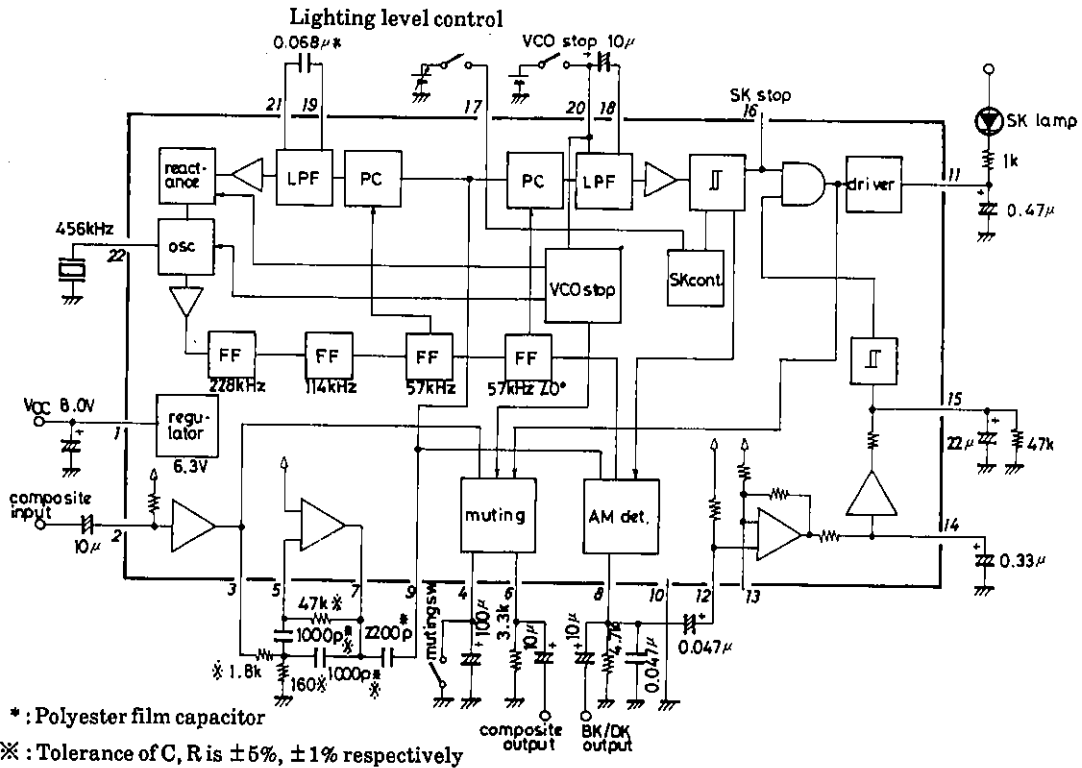 Lighting level control
0.068μ*
VCO stop 10μ
21 19 17 20 18
SK stop
16
SK lamp
1k
11
0.47μ
react-
ance
LPF
PC
PC
LPF
driver
456kHz
22
osc
VCO stop
SKcont.
FF
FF
FF
FF
228kHz
114kHz
57kHz
57kHz ∠0°
VCC 8.0V
1
regu-
lator
6.3V
15
22μ
47k
composite
input
10μ
2
muting
AM det.
14
0.33μ
3 5 7 9 4 6 8 10 12 13
47k※
1000p*※
2200p*
※ 1.8k
160※
1000p*※
muting sw
100μ
3.3k
10μ
10μ
4.7k
0.047μ
0.047μ
composite
output
BK/DK
output
* : Polyester film capacitor
※ : Tolerance of C, R is ±5%, ±1% respectively